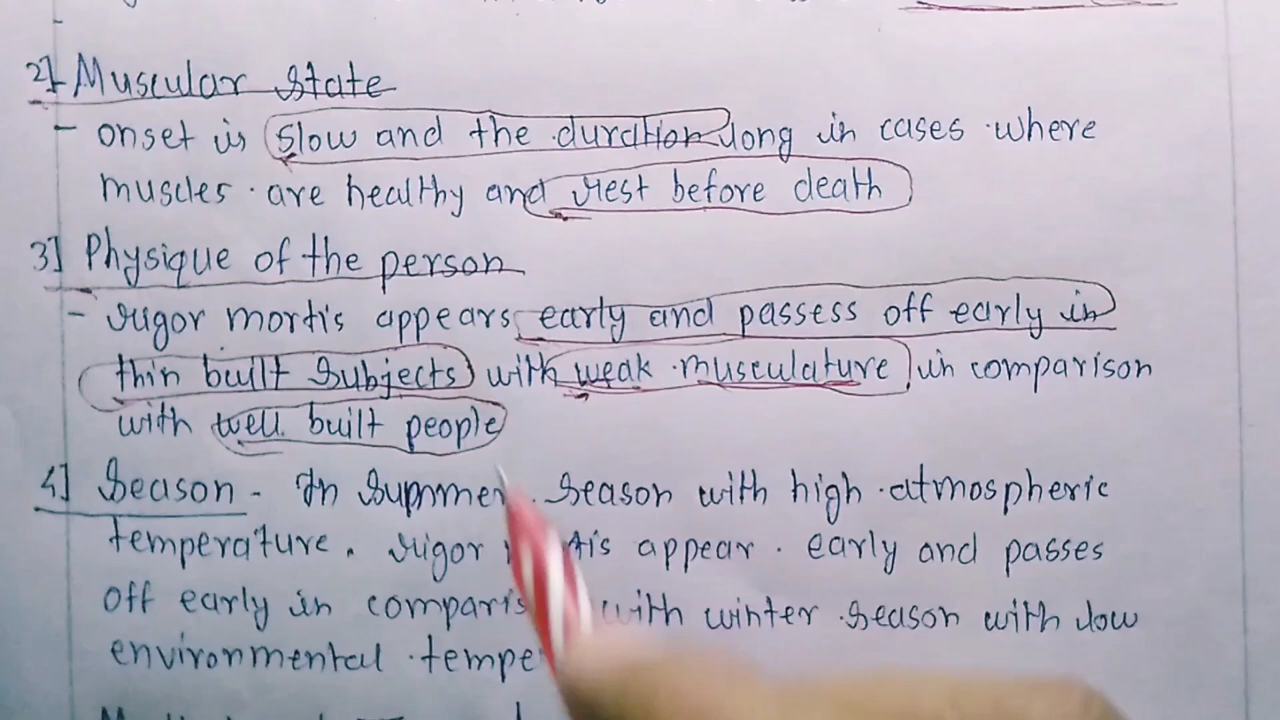 2] Muscular State
- onset is slow and the duration long in cases where
muscles are healthy and rest before death
3] Physique of the person
- rigor mortis appears early and passess off early in
thin built subjects with weak musculature in comparison
with well built people
4] Season - In Summer Season with high atmospheric
temperature. rigor appear early and passes
off early in with winter season with low
environmental